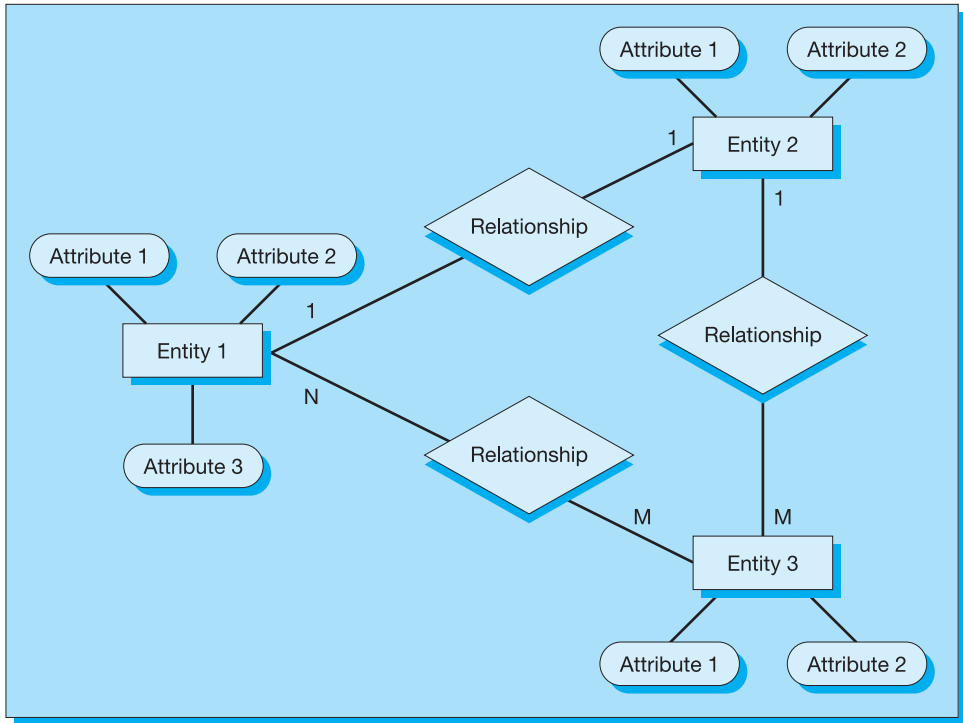 Attribute 1
Attribute 2
1
Entity 2
1
Relationship
Attribute 1
Attribute 2
1
Entity 1
Relationship
N
Relationship
Attribute 3
M
M
Entity 3
Attribute 1
Attribute 2